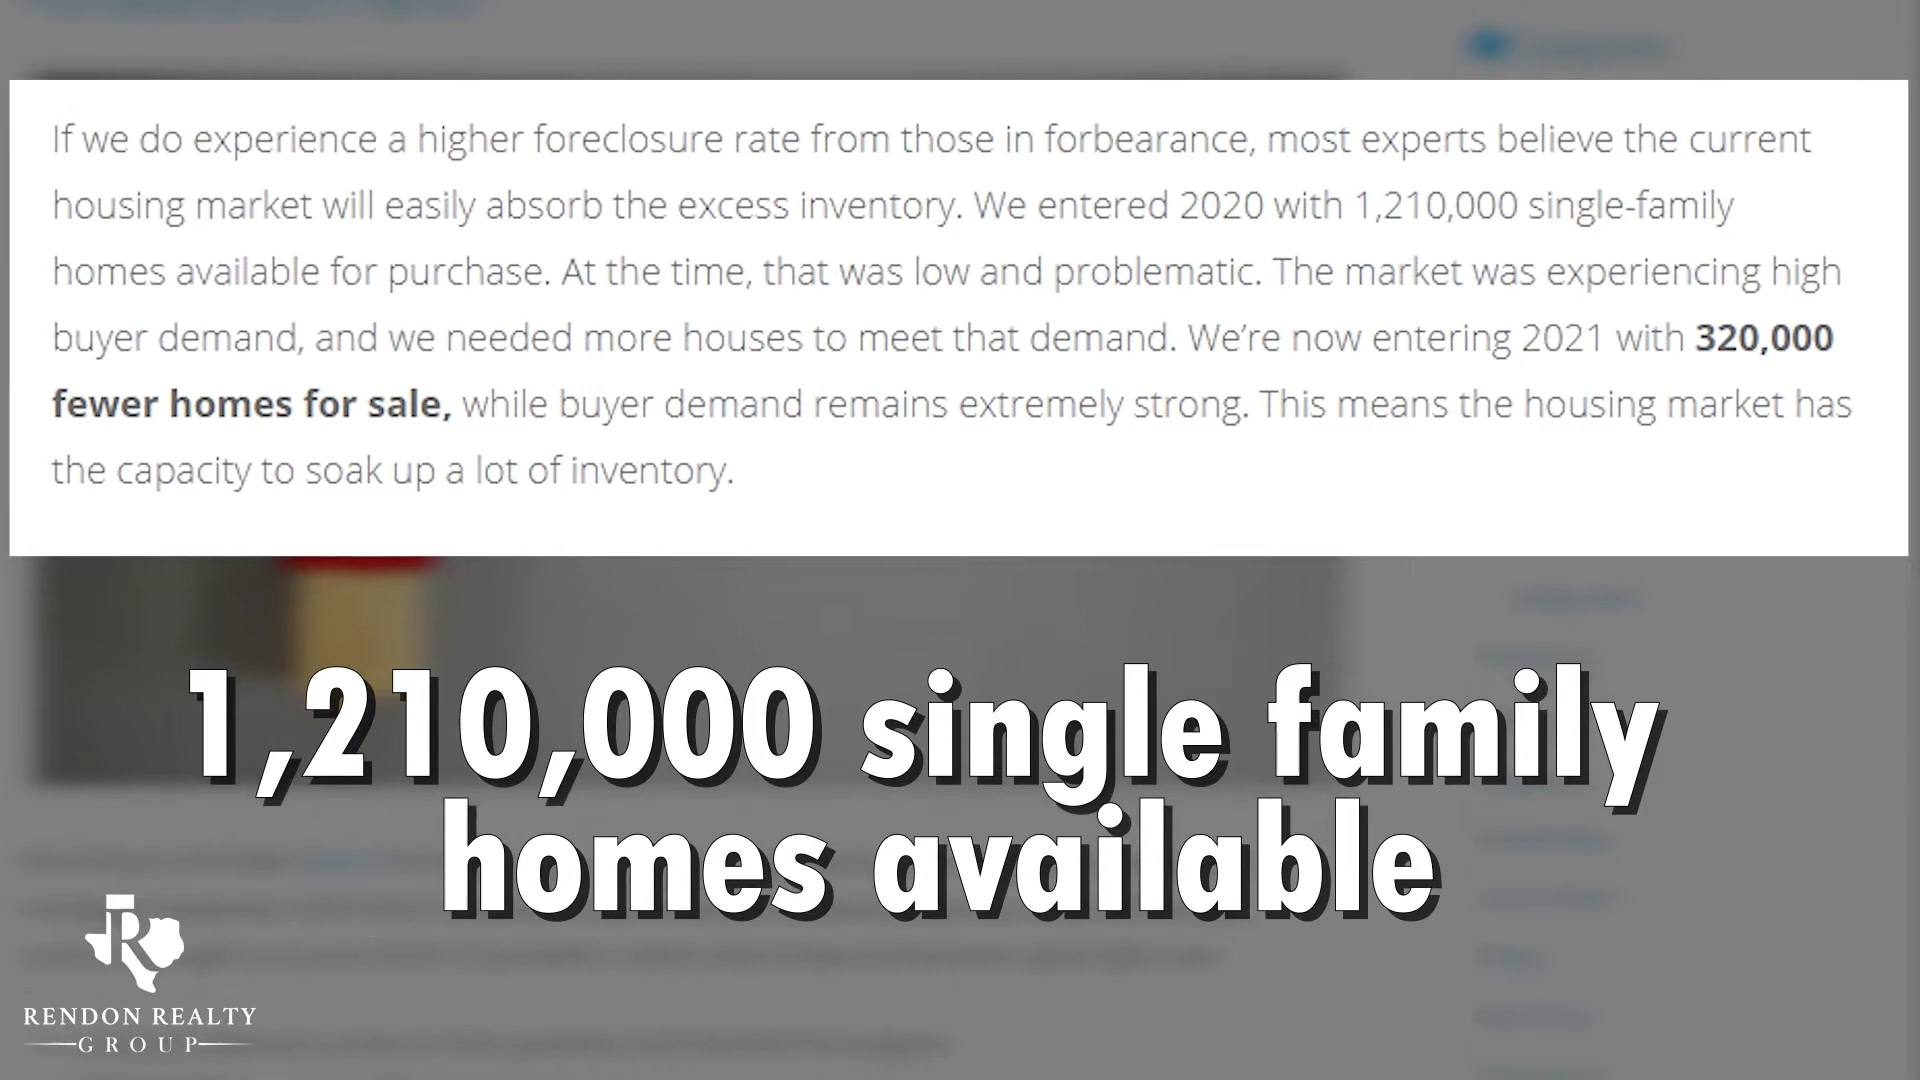 If we do experience a higher foreclosure rate from those in forbearance, most experts believe the current
housing market will easily absorb the excess inventory. We entered 2020 with 1,210,000 single-family
homes available for purchase. At the time, that was low and problematic. The market was experiencing high
buyer demand, and we needed more houses to meet that demand. We’re now entering 2021 with 320,000
fewer homes for sale, while buyer demand remains extremely strong. This means the housing market has
the capacity to soak up a lot of inventory.
1,210,000 single family
homes available
R
RENDON REALTY
GROUP